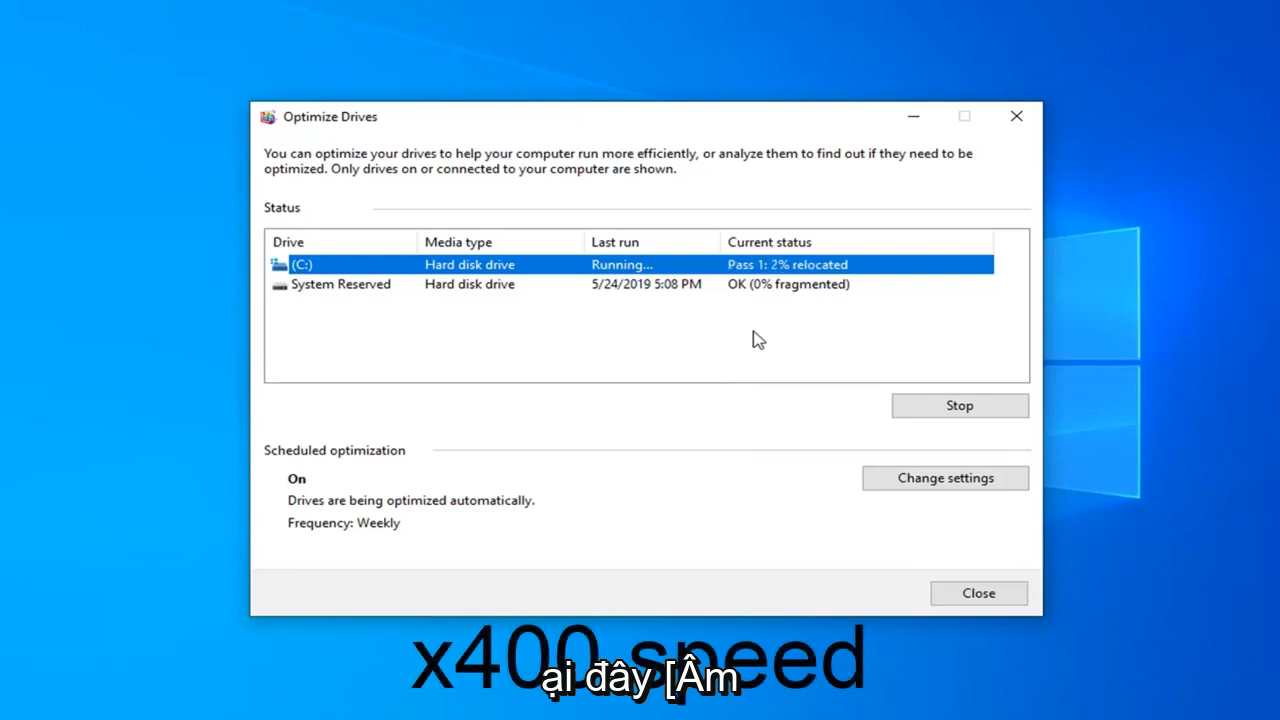 Optimize Drives
You can optimize your drives to help your computer run more efficiently, or analyze them to find out if they need to be
optimized. Only drives on or connected to your computer are shown.
Status
Drive Media type Last run Current status
(C:) Hard disk drive Running... Pass 1: 2% relocated
System Reserved Hard disk drive 5/24/2019 5:08 PM OK (0% fragmented)
Stop
Scheduled optimization
On
Change settings
Drives are being optimized automatically.
Frequency: Weekly
Close
x400 speed
ại đây [Âm